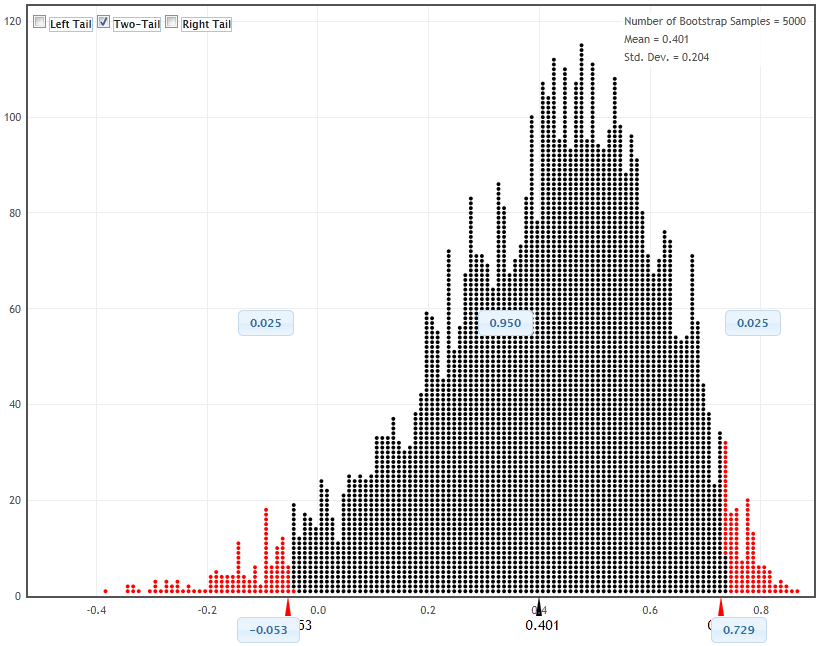 Left Tail Two-Tail Right Tail
Number of Bootstrap Samples = 5000
Mean = 0.401
Std. Dev. = 0.204
120
100
80
60
40
20
0
0.025 0.950 0.025
-0.4 -0.2 0.0 0.2 0.4 0.6 0.8
-0.053 53 0.401 0.729